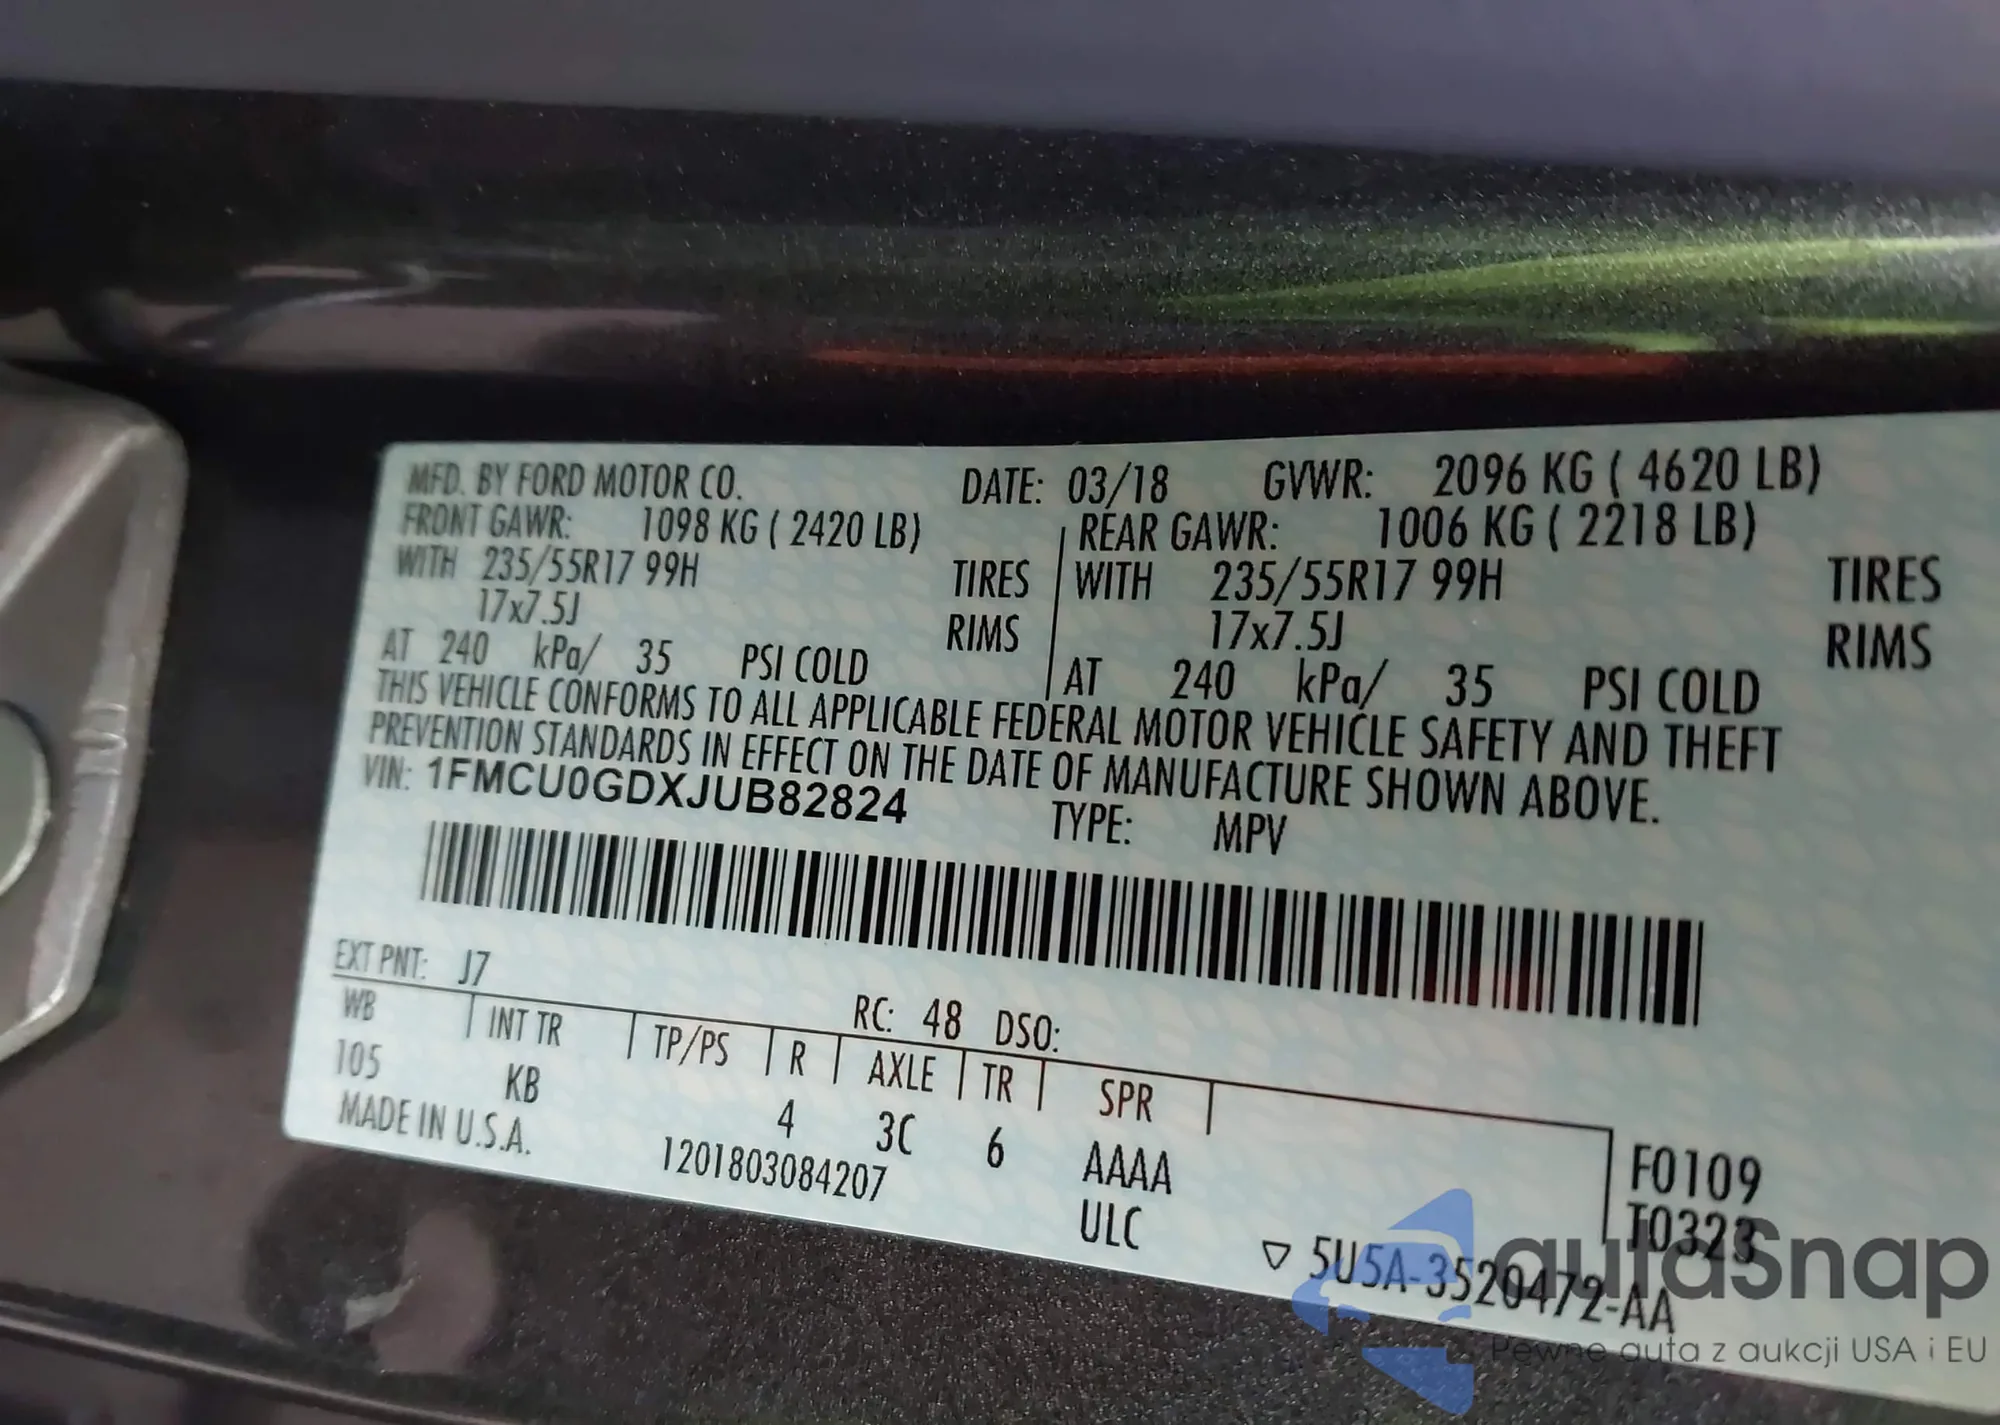 MFD. BY FORD MOTOR CO. DATE: 03/18 GVWR: 2096 KG ( 4620 LB)
FRONT GAWR: 1098 KG ( 2420 LB) REAR GAWR: 1006 KG ( 2218 LB)
WITH 235/55R17 99H TIRES WITH 235/55R17 99H TIRES
17x7.5J RIMS 17x7.5J RIMS
AT 240 kPa/ 35 PSI COLD AT 240 kPa/ 35 PSI COLD
THIS VEHICLE CONFORMS TO ALL APPLICABLE FEDERAL MOTOR VEHICLE SAFETY AND THEFT
PREVENTION STANDARDS IN EFFECT ON THE DATE OF MANUFACTURE SHOWN ABOVE.
VIN: 1FMCU0GDXJUB82824 TYPE: MPV
EXT PNT: J7 RC: 48 DSO:
WB INT TR TP/PS R AXLE TR SPR
105 KB 4 3C 6 AAAA
MADE IN U.S.A. 1201803084207 ULC
F0109
T0323
▽ 5U5A-3520472-AA
autaSnap
Pewne auta z aukcji USA i EU